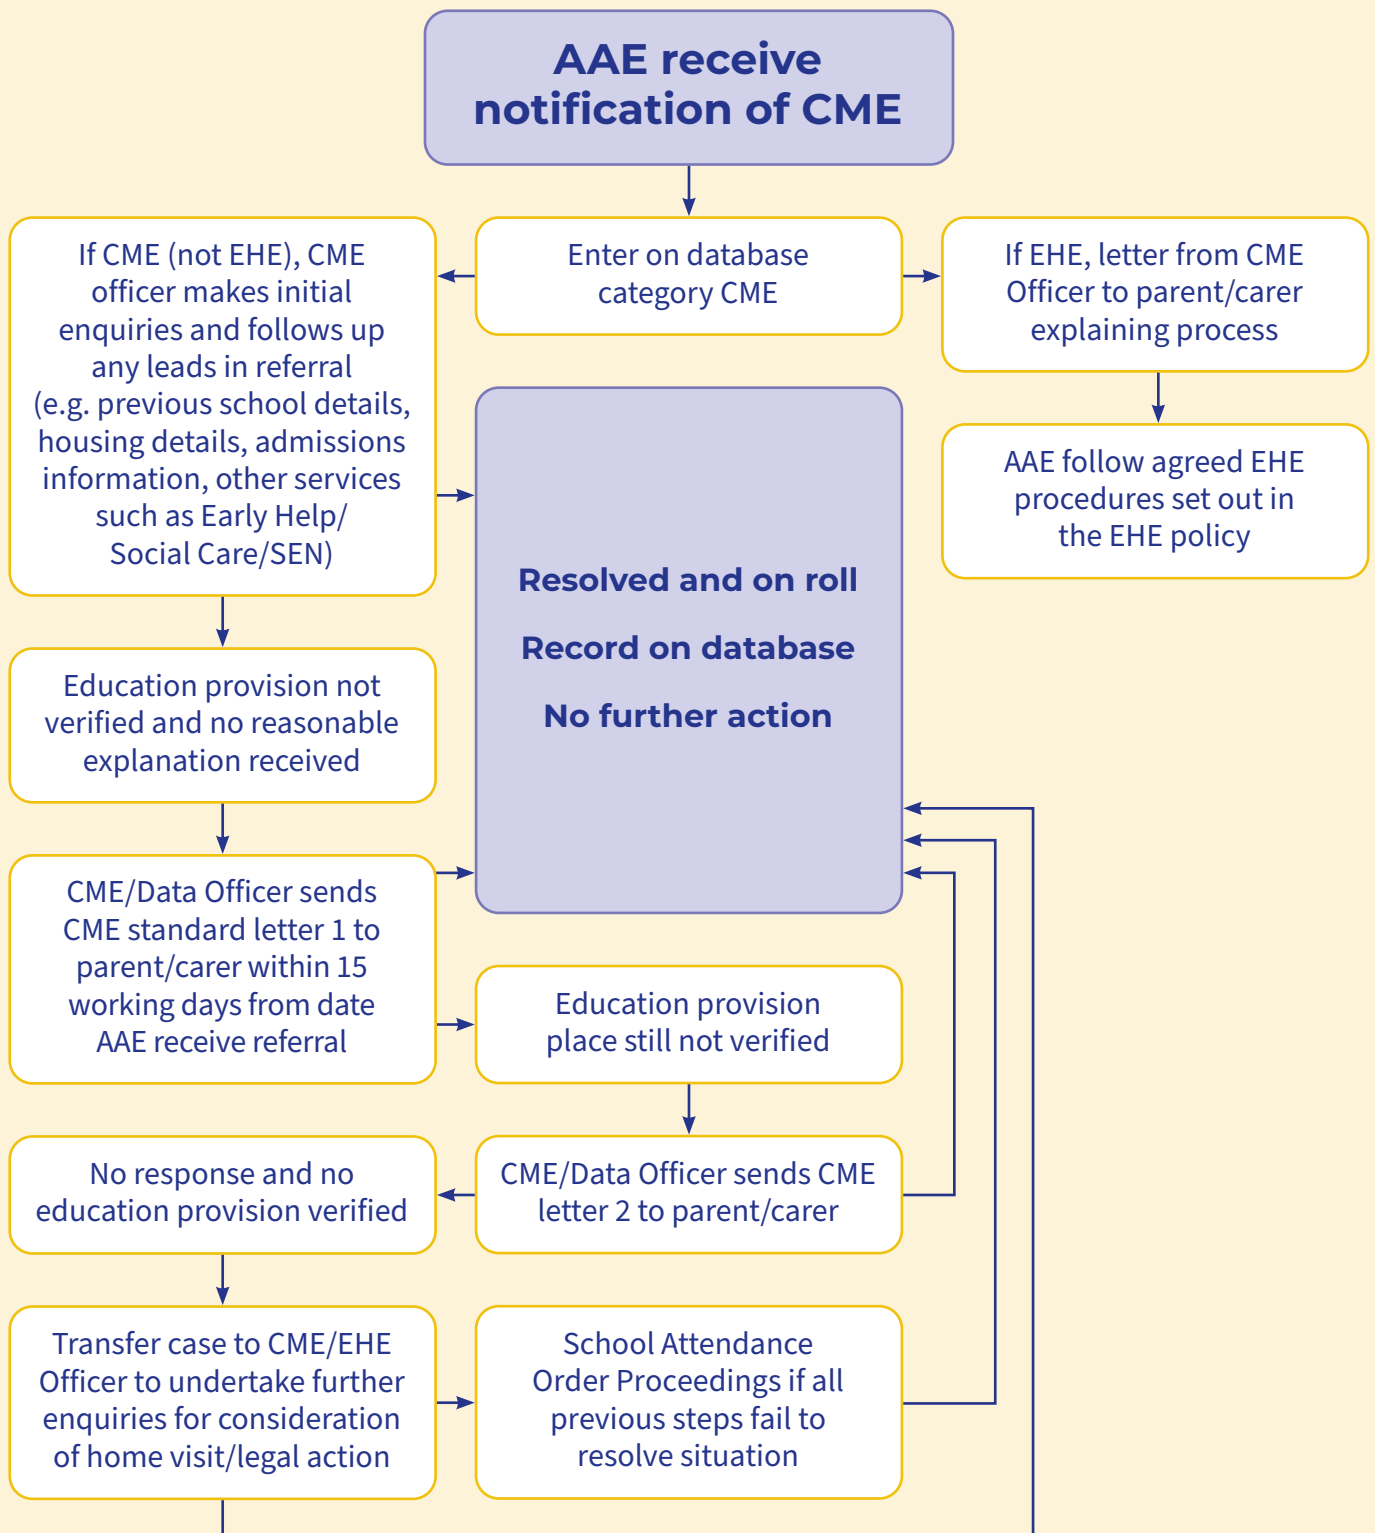 AAE receive
notification of CME
If CME (not EHE), CME
officer makes initial
enquiries and follows up
any leads in referral
(e.g. previous school details,
housing details, admissions
information, other services
such as Early Help/
Social Care/SEN)
Enter on database
category CME
If EHE, letter from CME
Officer to parent/carer
explaining process
AAE follow agreed EHE
procedures set out in
the EHE policy
Resolved and on roll
Record on database
No further action
Education provision not
verified and no reasonable
explanation received
CME/Data Officer sends
CME standard letter 1 to
parent/carer within 15
working days from date
AAE receive referral
Education provision
place still not verified
No response and no
education provision verified
CME/Data Officer sends CME
letter 2 to parent/carer
Transfer case to CME/EHE
Officer to undertake further
enquiries for consideration
of home visit/legal action
School Attendance
Order Proceedings if all
previous steps fail to
resolve situation